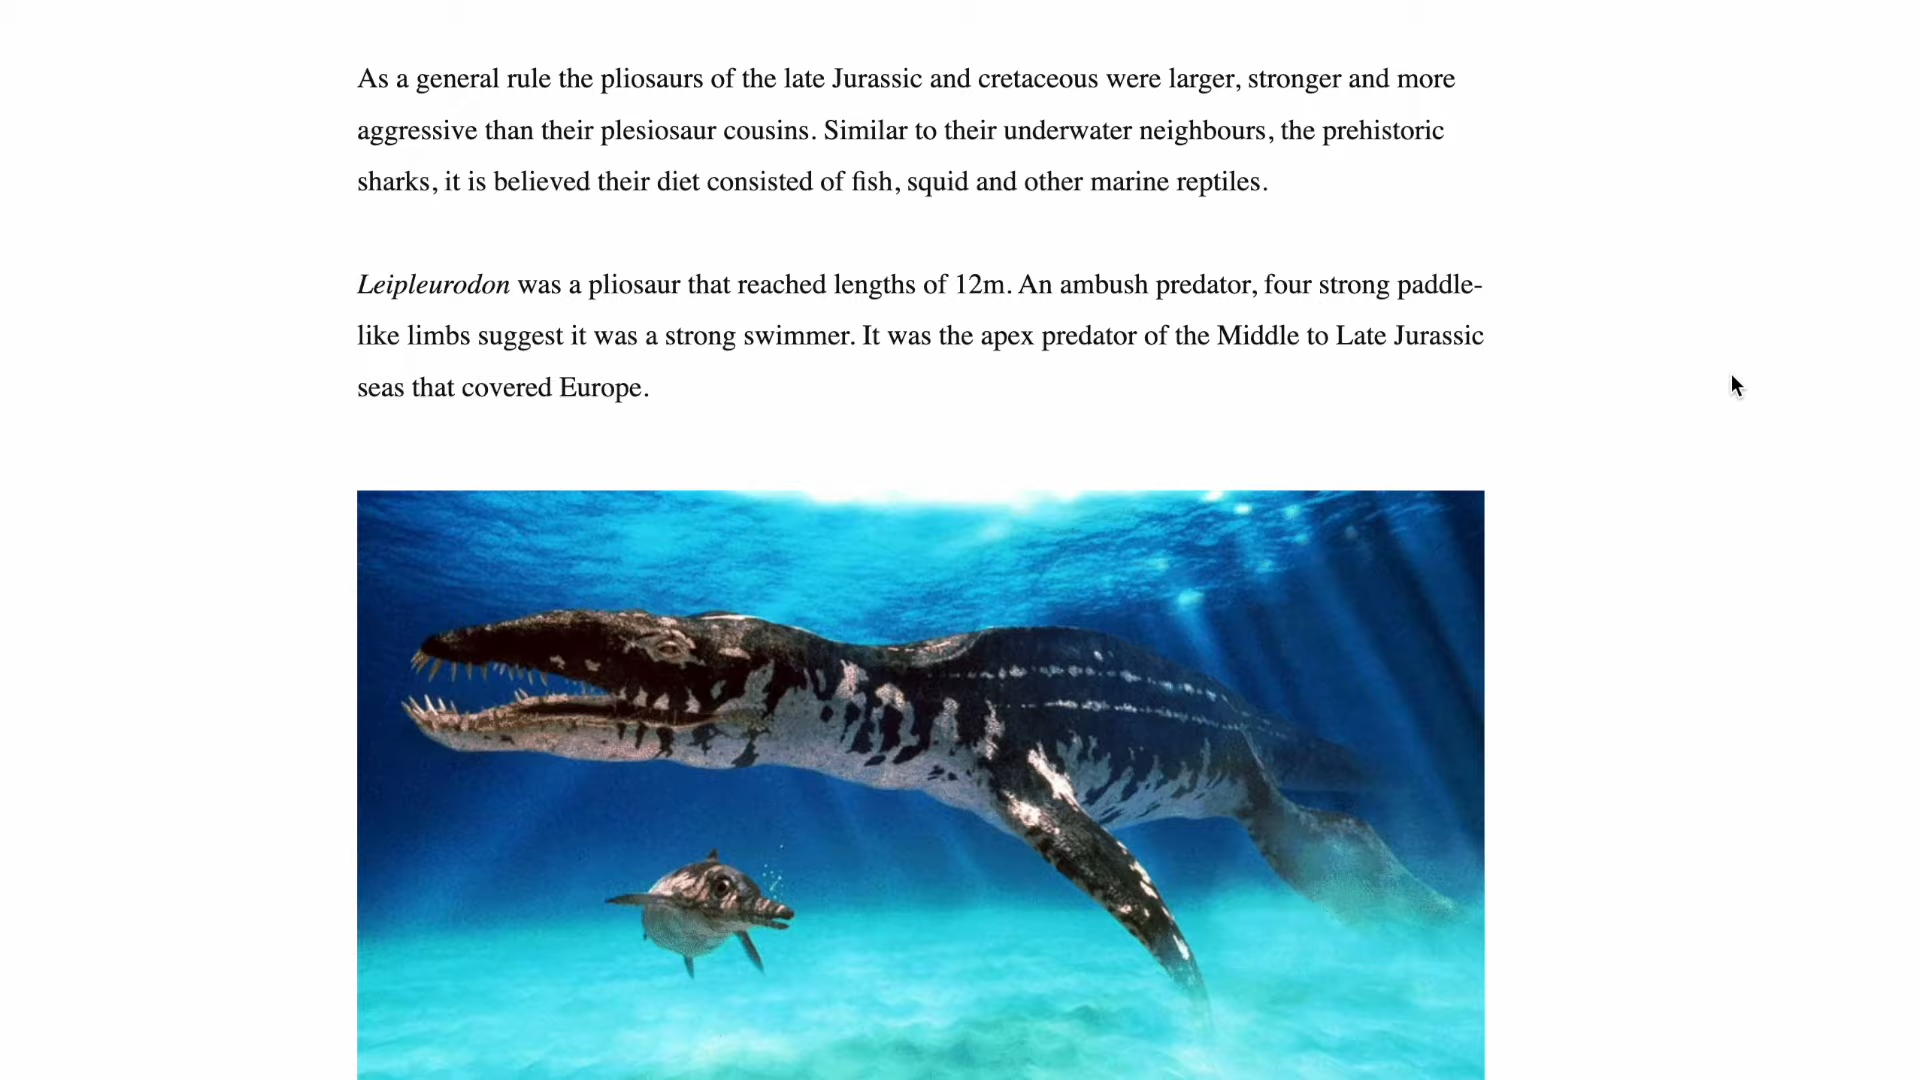 As a general rule the pliosaurs of the late Jurassic and cretaceous were larger, stronger and more
aggressive than their plesiosaur cousins. Similar to their underwater neighbours, the prehistoric
sharks, it is believed their diet consisted of fish, squid and other marine reptiles.
Leipleurodon was a pliosaur that reached lengths of 12m. An ambush predator, four strong paddle-
like limbs suggest it was a strong swimmer. It was the apex predator of the Middle to Late Jurassic
seas that covered Europe.